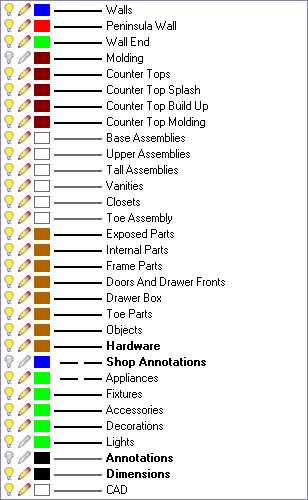 Walls
Peninsula Wall
Wall End
Molding
Counter Tops
Counter Top Splash
Counter Top Build Up
Counter Top Molding
Base Assemblies
Upper Assemblies
Tall Assemblies
Vanities
Closets
Toe Assembly
Exposed Parts
Internal Parts
Frame Parts
Doors And Drawer Fronts
Drawer Box
Toe Parts
Objects
Hardware
Shop Annotations
Appliances
Fixtures
Accessories
Decorations
Lights
Annotations
Dimensions
CAD